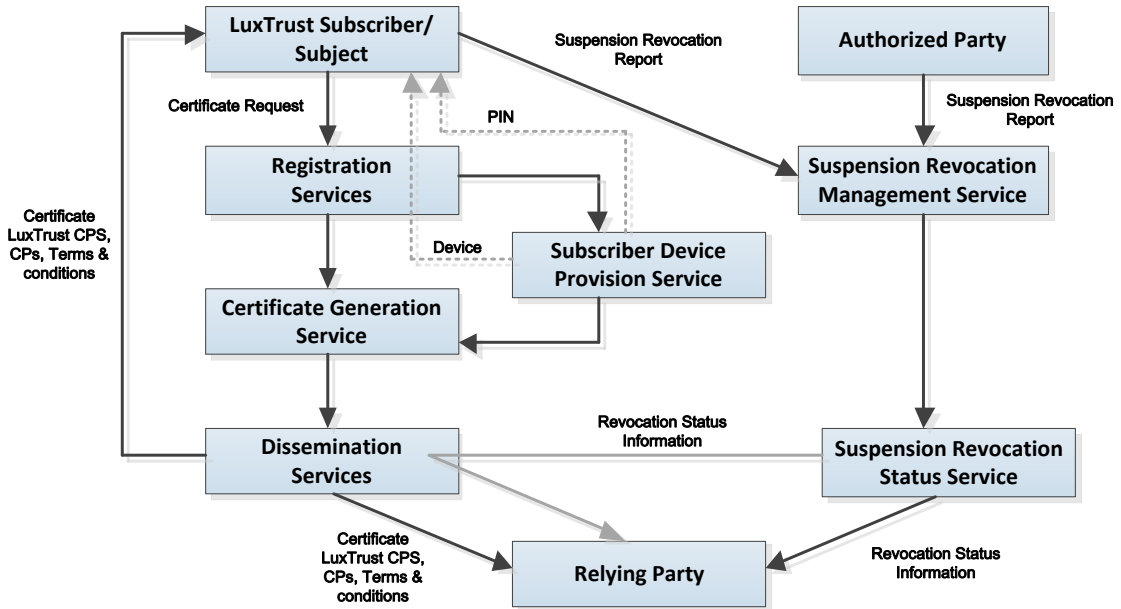 LuxTrust Subscriber/
Subject
Suspension Revocation
Report
Authorized Party
Certificate Request
PIN
Suspension Revocation
Report
Registration
Services
Suspension Revocation
Management Service
Certificate
LuxTrust CPS,
CPs, Terms &
conditions
Device
Subscriber Device
Provision Service
Certificate Generation
Service
Revocation Status
Information
Dissemination
Services
Suspension Revocation
Status Service
Certificate
LuxTrust CPS,
CPs, Terms &
conditions
Relying Party
Revocation Status
Information